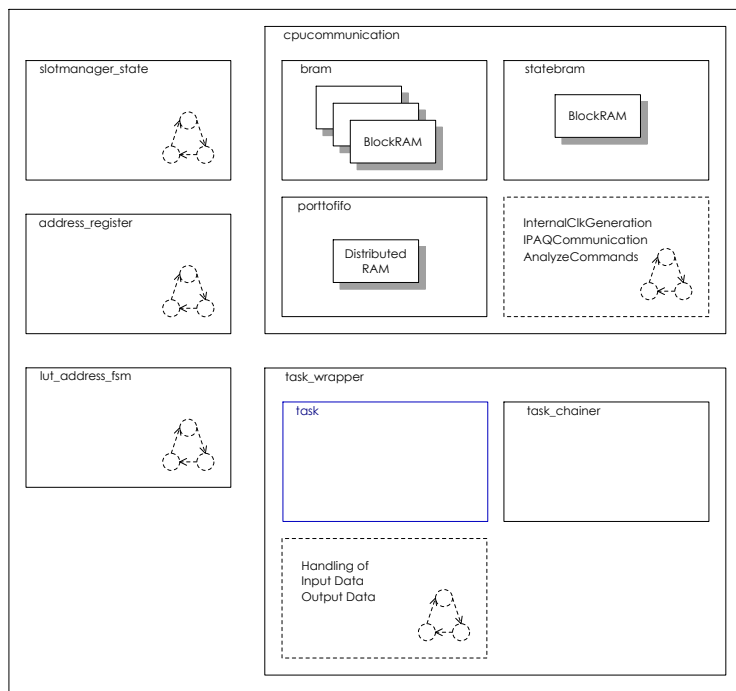 cpucommunication
slotmanager_state
bram
BlockRAM
statebram
BlockRAM
address_register
porttofifo
Distributed
RAM
InternalClkGeneration
IPAQCommunication
AnalyzeCommands
lut_address_fsm
task_wrapper
task
task_chainer
Handling of
Input Data
Output Data